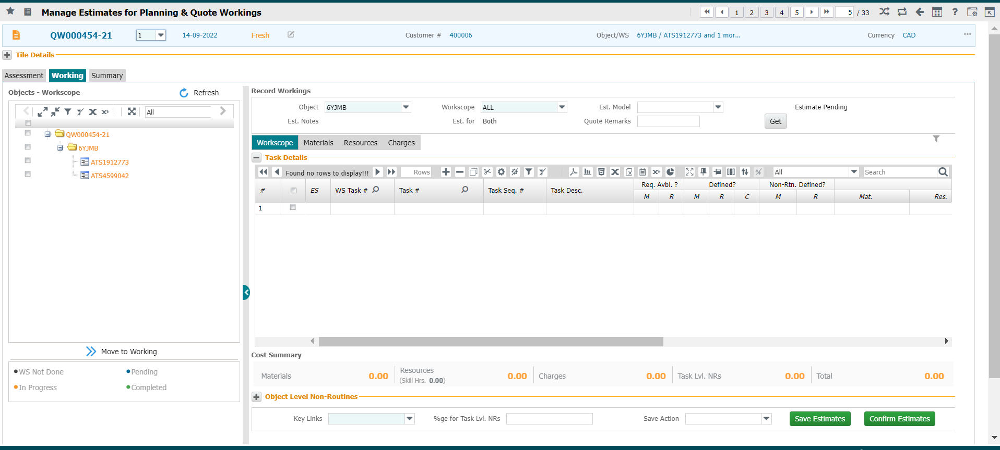 Manage Estimates for Planning & Quote Workings
1 2 3 4 5 5 / 33 ?
QW000454-21 1 14-09-2022 Fresh Customer # 400006 Object/WS 6YJMB / ATS1912773 and 1 mor... Currency CAD
Tile Details
Assessment Working Summary
Objects - Workscope Refresh
All
QW000454-21
6YJMB
ATS1912773
ATS4599042
Move to Working
WS Not Done Pending
In Progress Completed
Record Workings
Object 6YJMB Workscope ALL Est. Model Estimate Pending
Est. Notes Est. for Both Quote Remarks Get
Workscope Materials Resources Charges
Task Details
Found no rows to display!!! Rows All Search
# ES WS Task # Task # Task Seq. # Task Desc. Req. Avbl. ? Defined? Non-Rtn. Defined?
M R M R C M R Mat. Res.
1
Cost Summary
Materials 0.00 Resources 0.00 Charges 0.00 Task Lvl. NRs 0.00 Total 0.00
(Skill Hrs. 0.00)
Object Level Non-Routines
Key Links %ge for Task Lvl. NRs Save Action Save Estimates Confirm Estimates